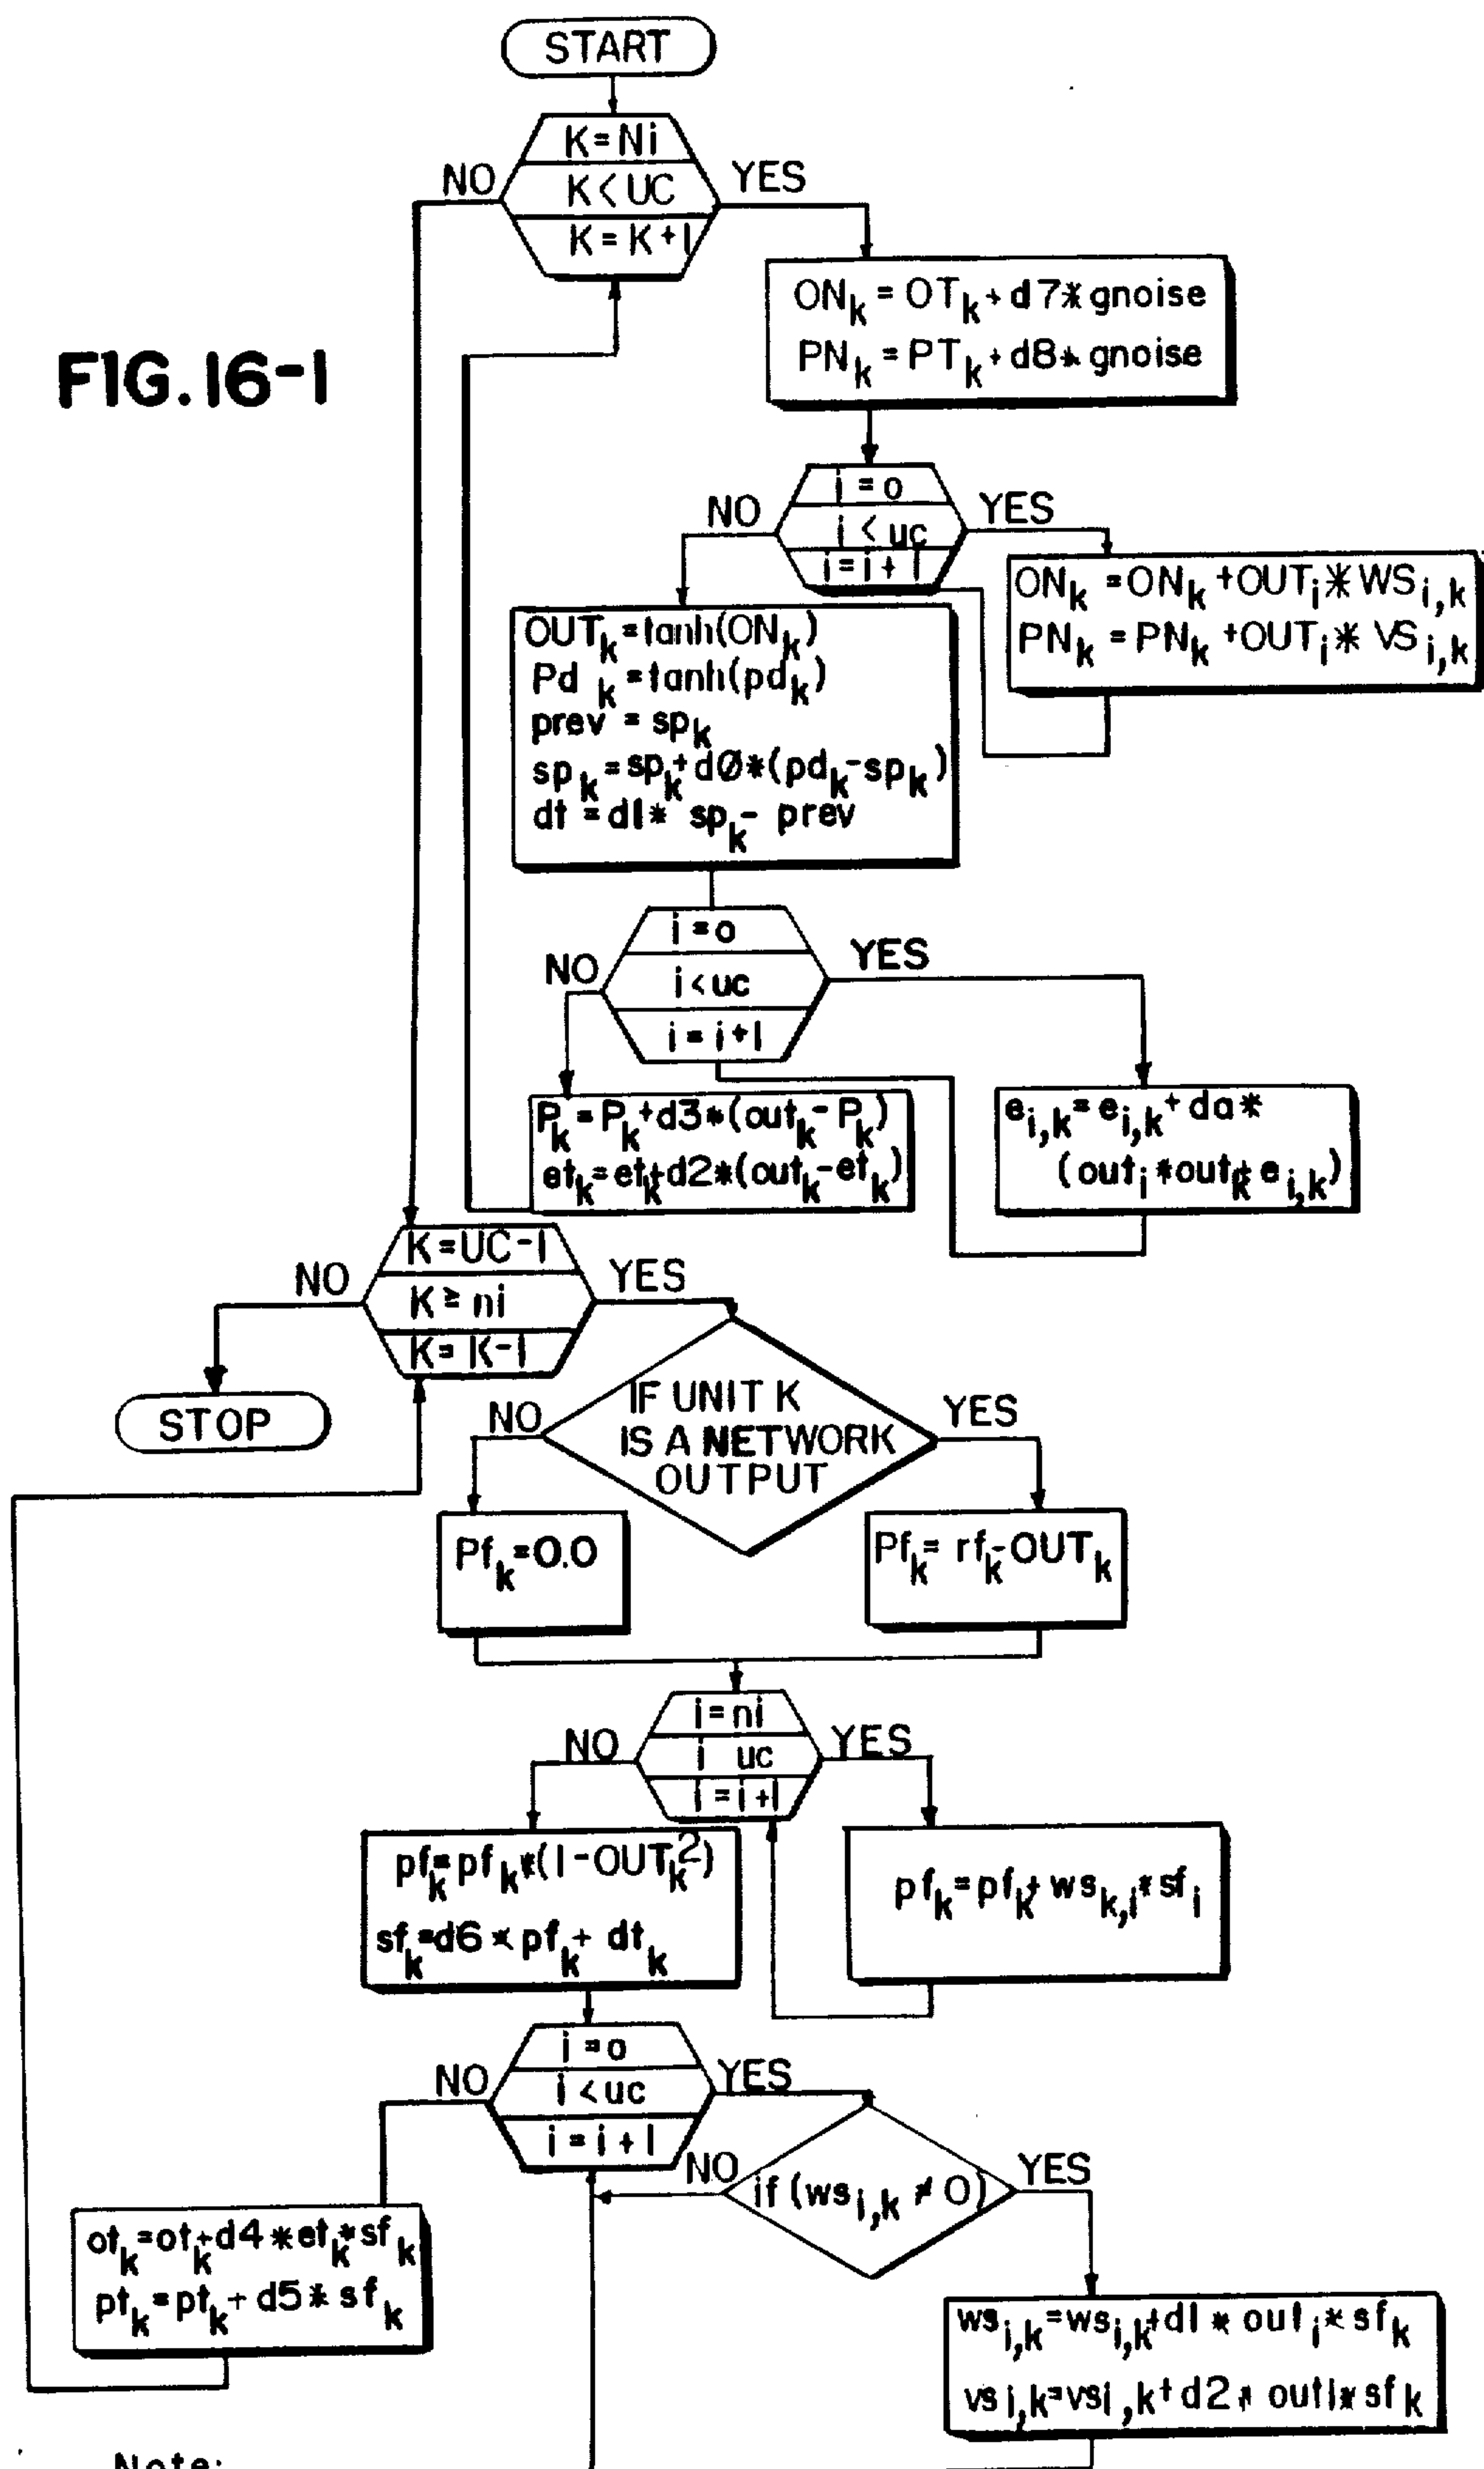 START
K=Ni
NO
K<UC
YES
K=K+1
ONk = OTk + d7* gnoise
PNk = PTk + d8* gnoise
FIG. 16-1
i = o
NO
YES
i < uc
i = i + 1
ONk = ONk + OUTi * WSi,k
PNk = PNk + OUTi * VSi,k
OUTk = tanh(ONk)
Pdk = tanh(pdk)
prev = spk
spk = spk + dØ*(pdk - spk)
dt = d1* spk - prev
i = o
NO
YES
i < uc
i = i+1
Pk = Pk + d3*(outk - Pk)
etk = etk + d2*(outk - etk)
ei,k = ei,k + da*
(outi * outk + ei,k)
K=UC-1
NO
YES
K ≥ ni
K = K-1
STOP
IF UNIT K
NO
YES
IS A NETWORK
OUTPUT
Pfk = 0.0
Pfk = rfk - OUTk
i = ni
NO
YES
i uc
i = i+1
pfk = pfk *(1-OUTk2)
sfk = d6 * pfk + dtk
pfk = pfk + wsk,i * sfi
i = o
NO
YES
i < uc
i = i + 1
NO
YES
if (wsi,k ≠ 0)
otk = otk + d4 * etk * sfk
ptk = ptk + d5 * sfk
wsi,k = wsi,k + d1 * outi * sfk
vsi,k = vsi,k + d2 * outi * sfk
Note: